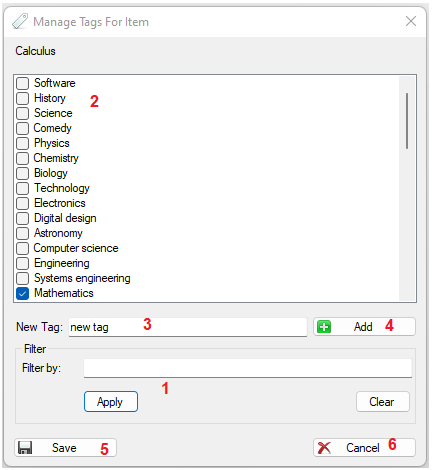 Manage Tags For Item
Calculus
Software
History
2
Science
Comedy
Physics
Chemistry
Biology
Technology
Electronics
Digital design
Astronomy
Computer science
Engineering
Systems engineering
Mathematics
New Tag: new tag 3 Add 4
Filter
Filter by:
1
Apply Clear
Save 5 Cancel 6